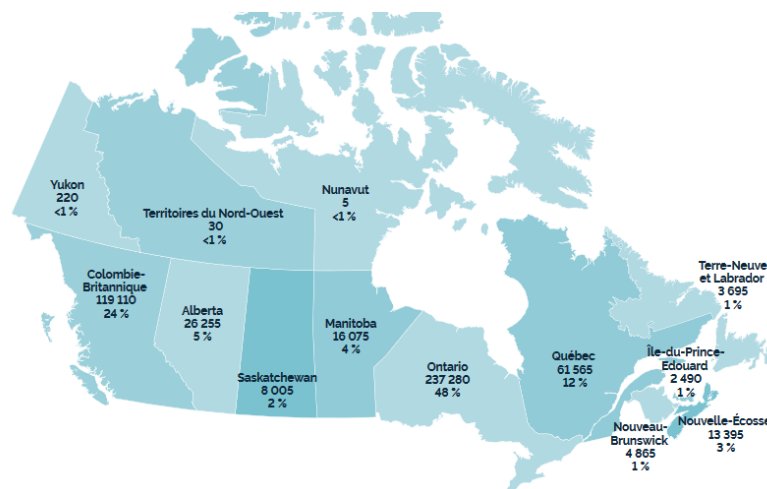 Yukon
220
<1 %
Territoires du Nord-Ouest
30
<1 %
Nunavut
5
<1 %
Colombie-
Britannique
119 110
24 %
Alberta
26 255
5 %
Saskatchewan
8 005
2 %
Manitoba
16 075
4 %
Ontario
237 280
48 %
Québec
61 565
12 %
Terre-Neuve
et Labrador
3 695
1 %
Île-du-Prince-
Edouard
2 490
1 %
Nouveau-
Brunswick
4 865
1 %
Nouvelle-Écosse
13 395
3 %